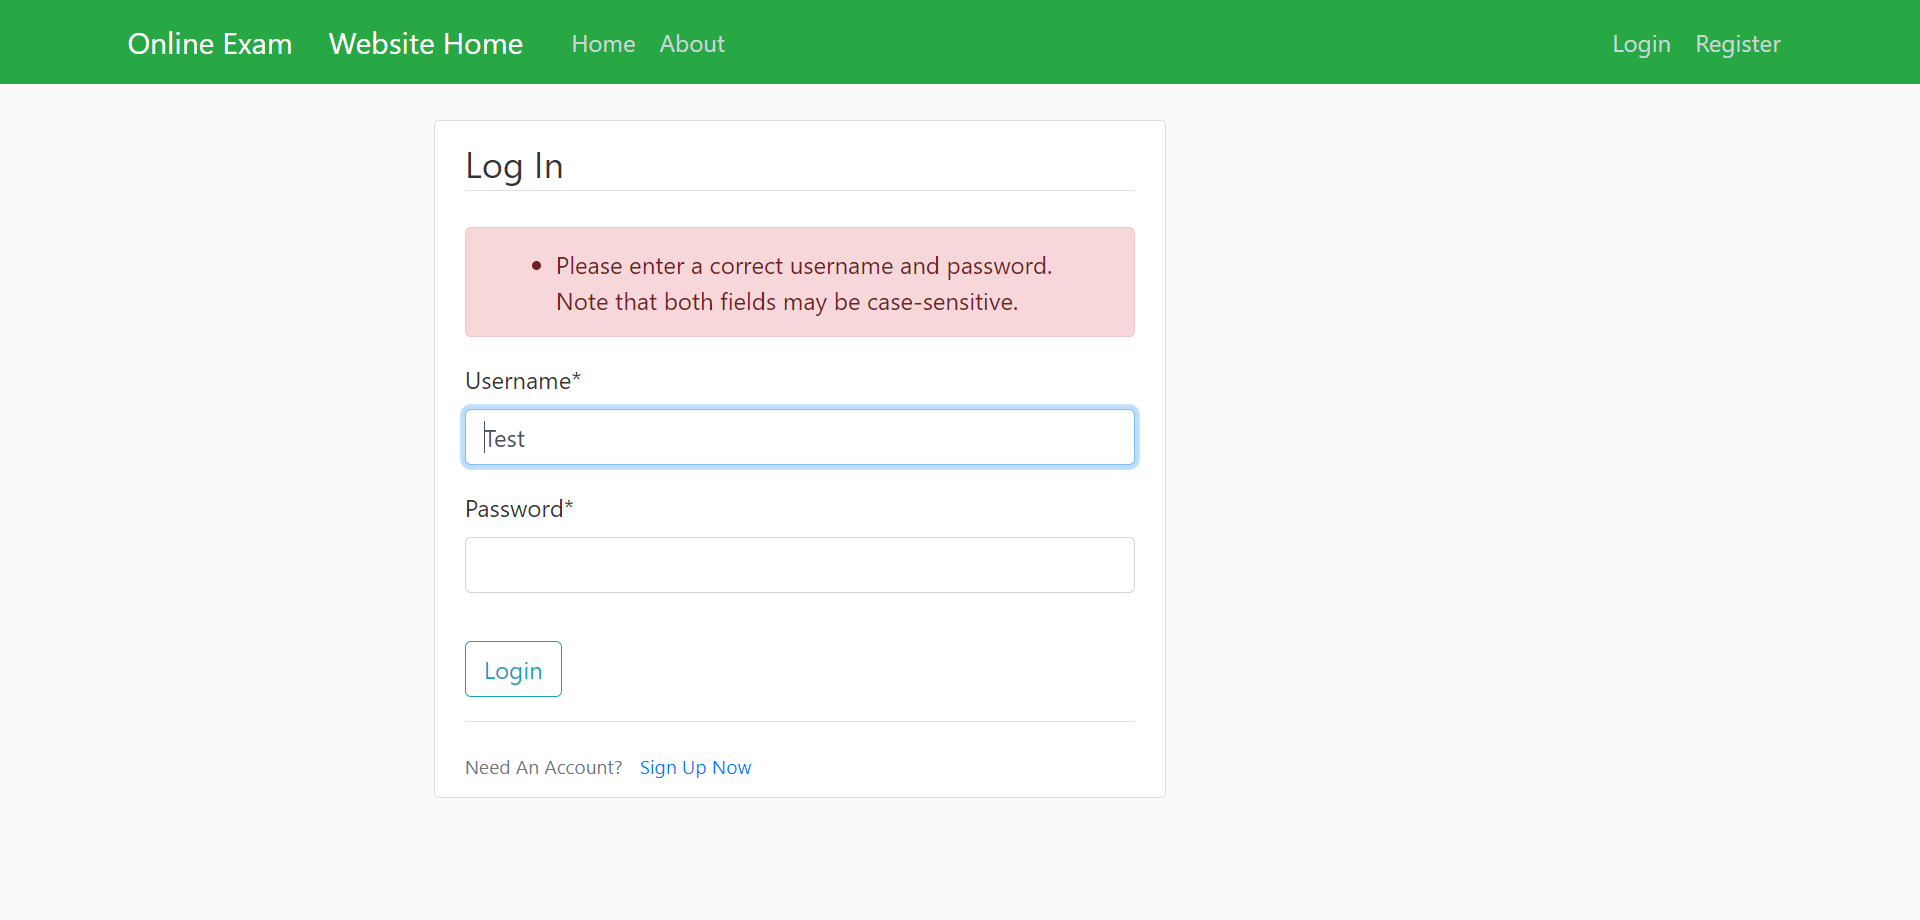 Online Exam Website Home Home About Login Register
Log In
Please enter a correct username and password.
Note that both fields may be case-sensitive.
Username*
Test
Password*
Login
Need An Account? Sign Up Now